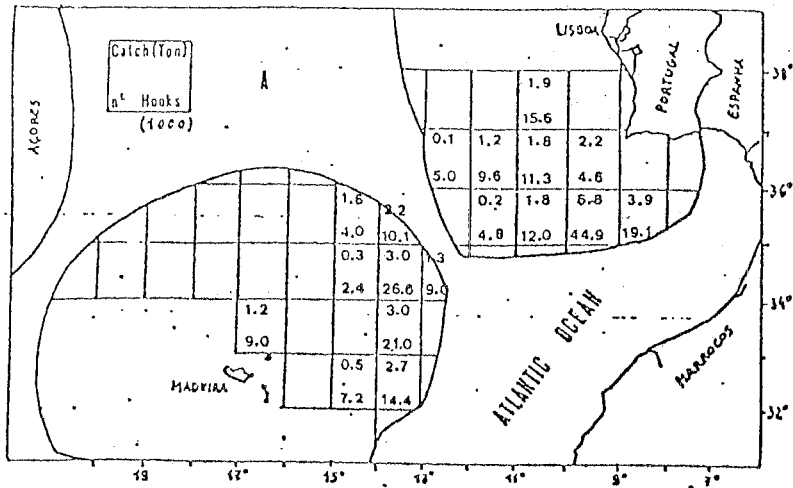 LISBOA
PORTUGAL
ESPANHA
AÇORES
Catch (Ton)
nº Hooks
(1000)
A
38°
1.9
15.6
0.1 1.2 1.8 2.2
5.0 9.6 11.3 4.6
36°
0.2 1.8 6.8 3.9
4.8 12.0 44.9 19.1
1.6 2.2
4.0 10.1
0.3 3.0 1.3
2.4 26.6 9.0
34°
1.2 3.0
9.0 21.0
0.5 2.7
7.2 14.4
MADEIRA
ATLANTIC OCEAN
MARROCOS
32°
19 17° 15° 13° 11° 9° 7°